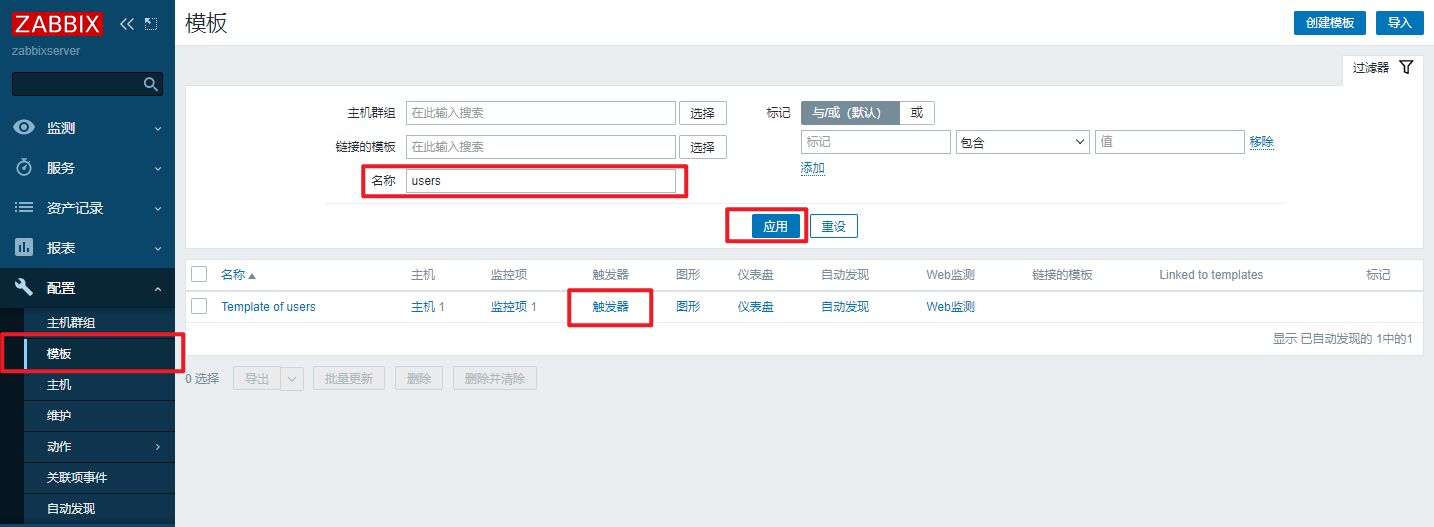 ZABBIX
zabbixserver
监测
服务
资产记录
报表
配置
主机群组
模板
主机
维护
动作
关联项事件
自动发现
模板
创建模板 导入
过滤器
主机群组 在此输入搜索 选择 标记 与/或（默认） 或
链接的模板 在此输入搜索 选择 标记 包含 值 移除
添加
名称 users
应用 重设
名称 主机 监控项 触发器 图形 仪表盘 自动发现 Web监测 链接的模板 Linked to templates 标记
Template of users 主机 1 监控项 1 触发器 图形 仪表盘 自动发现 Web监测
显示 已自动发现的 1中的1
0 选择 导出 批量更新 删除 删除并清除